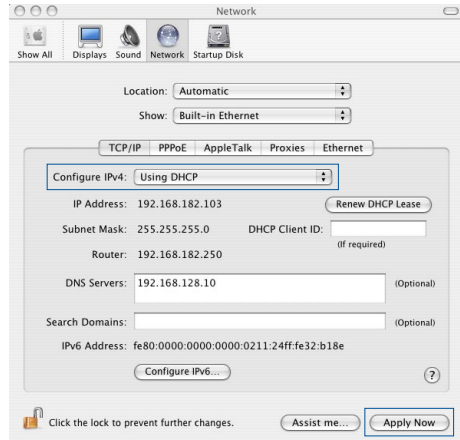 Network
Show All Displays Sound Network Startup Disk
Location: Automatic
Show: Built-in Ethernet
TCP/IP PPPoE AppleTalk Proxies Ethernet
Configure IPv4: Using DHCP
IP Address: 192.168.182.103 Renew DHCP Lease
Subnet Mask: 255.255.255.0 DHCP Client ID:
(If required)
Router: 192.168.182.250
DNS Servers: 192.168.128.10 (Optional)
Search Domains: (Optional)
IPv6 Address: fe80:0000:0000:0000:0211:24ff:fe32:b18e
Configure IPv6... ?
Click the lock to prevent further changes. Assist me... Apply Now